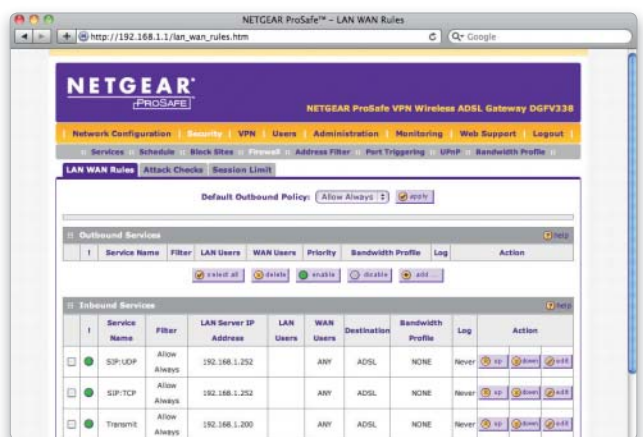 NETGEAR ProSafe™ – LAN WAN Rules
http://192.168.1.1/lan_wan_rules.htm
Google
NETGEAR®
PROSAFE
NETGEAR ProSafe VPN Wireless ADSL Gateway DGFV338
Network Configuration | Security | VPN | Users | Administration | Monitoring | Web Support | Logout
Services :: Schedule :: Block Sites :: Firewall :: Address Filter :: Port Triggering :: UPnP :: Bandwidth Profile
LAN WAN Rules Attack Checks Session Limit
Default Outbound Policy: Allow Always apply
Outbound Services help
! Service Name Filter LAN Users WAN Users Priority Bandwidth Profile Log Action
select all delete enable disable add ...
Inbound Services help
! Service Name Filter LAN Server IP Address LAN Users WAN Users Destination Bandwidth Profile Log Action
SIP:UDP Allow Always 192.168.1.252 ANY ADSL NONE Never up down edit
SIP:TCP Allow Always 192.168.1.252 ANY ADSL NONE Never up down edit
Transmit Allow Always 192.168.1.200 ANY ADSL NONE Never up down edit